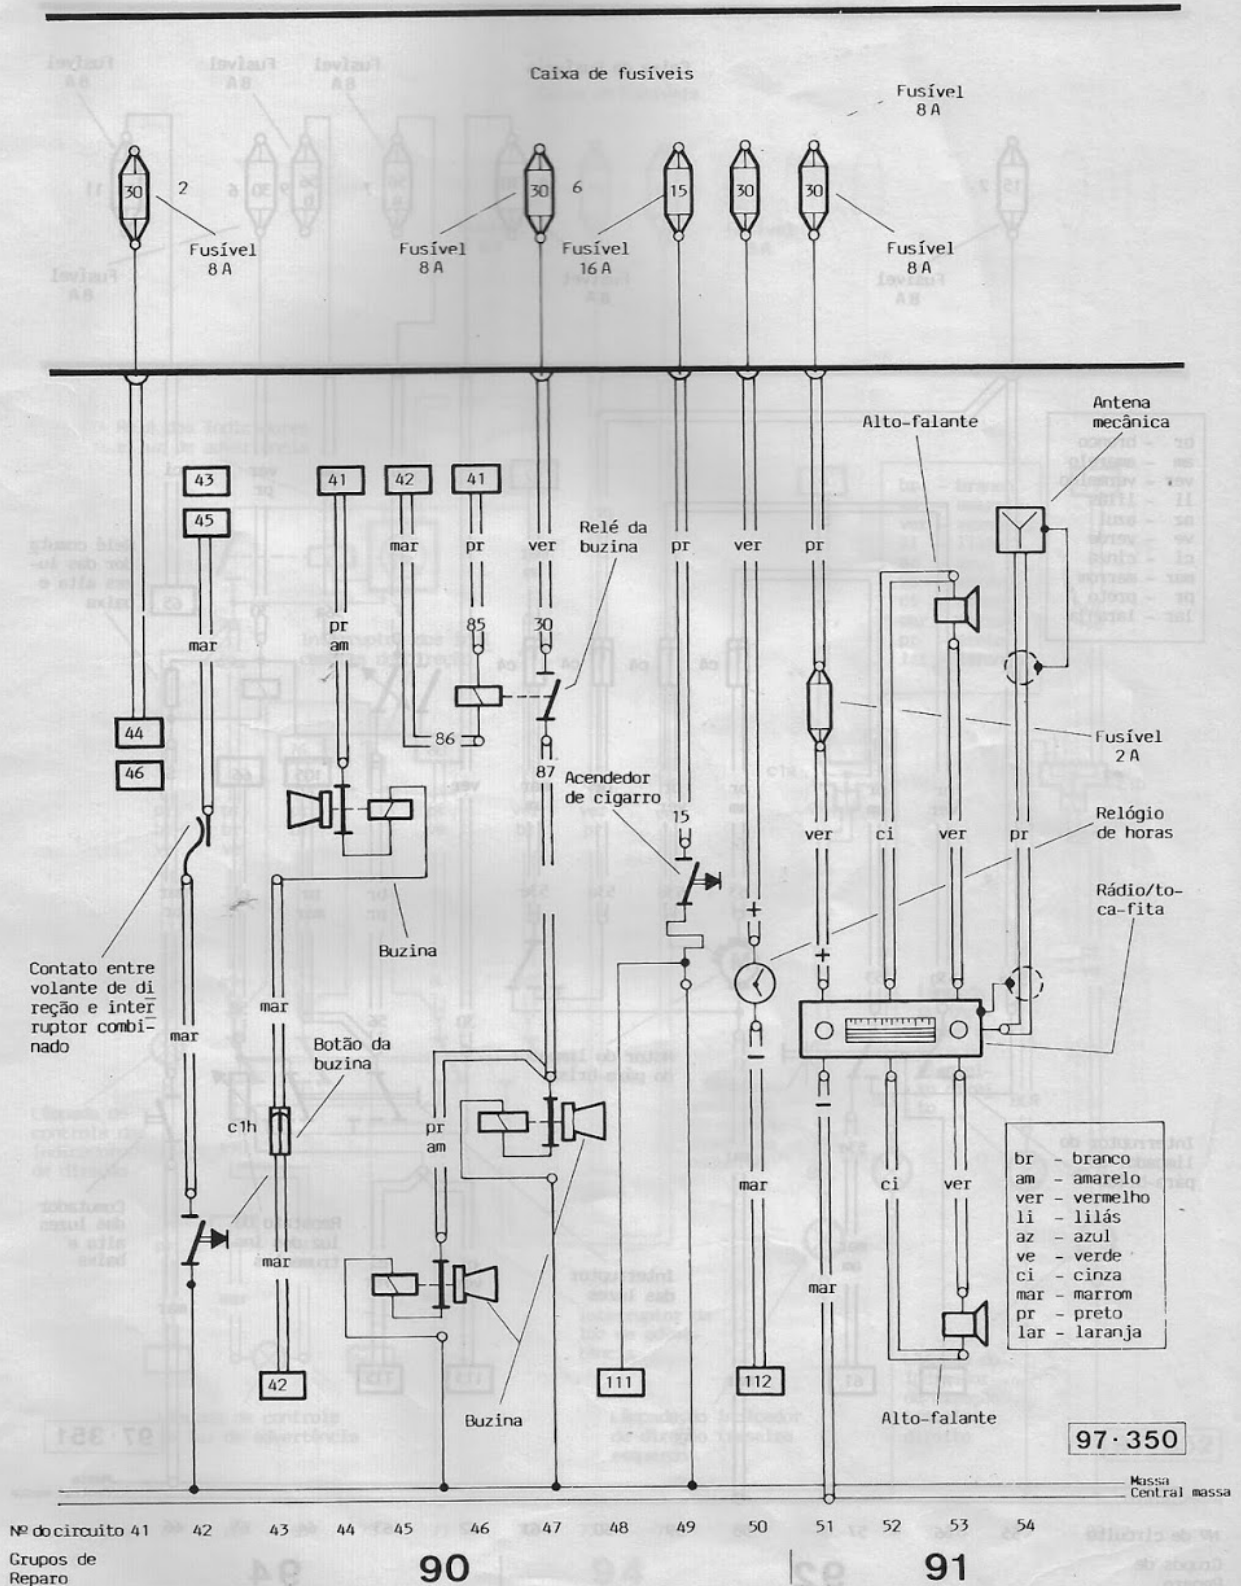 Caixa de fusíveis
Fusível
8 A
30
2
30
6
15
30
30
Fusível
8 A
Fusível
8 A
Fusível
16 A
Fusível
8 A
Alto-falante
Antena
mecânica
43
45
41
42
41
Relé da
buzina
mar
pr
ver
pr
ver
pr
mar
pr
am
85
30
86
87
44
46
Fusível
2 A
Acendedor
de cigarro
15
Relógio
de horas
ver
ci
ver
pr
Rádio/to-
ca-fita
+
+
Buzina
Contato entre
volante de di
reção e inter
ruptor combi-
nado
mar
mar
Botão da
buzina
c1h
pr
am
mar
mar
ci
ver
mar
br - branco
am - amarelo
ver - vermelho
li - lilás
az - azul
ve - verde
ci - cinza
mar - marrom
pr - preto
lar - laranja
42
111
112
Buzina
Alto-falante
97·350
Massa
Central massa
Nº do circuito 41 42 43 44 45 46 47 48 49 50 51 52 53 54
Grupos de
Reparo
90
91